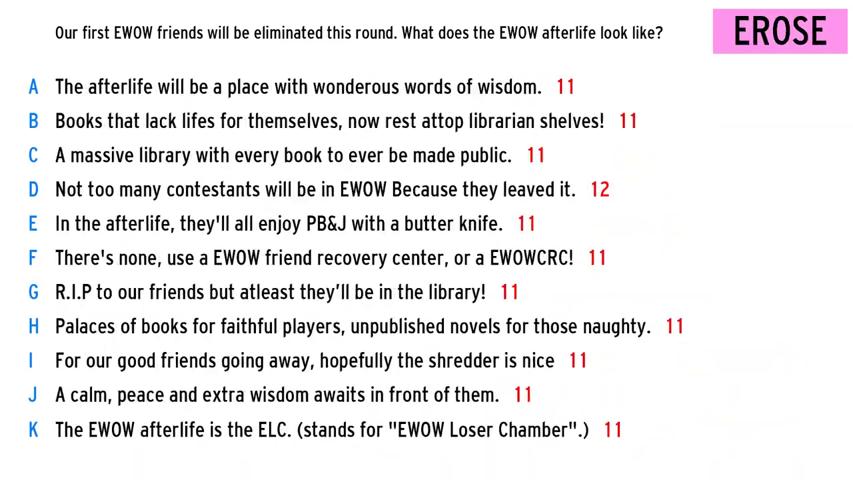 Our first EWOW friends will be eliminated this round. What does the EWOW afterlife look like?
EROSE
A The afterlife will be a place with wonderous words of wisdom. 11
B Books that lack lifes for themselves, now rest attop librarian shelves! 11
C A massive library with every book to ever be made public. 11
D Not too many contestants will be in EWOW Because they leaved it. 12
E In the afterlife, they'll all enjoy PB&J with a butter knife. 11
F There's none, use a EWOW friend recovery center, or a EWOWCRC! 11
G R.I.P to our friends but atleast they’ll be in the library! 11
H Palaces of books for faithful players, unpublished novels for those naughty. 11
I For our good friends going away, hopefully the shredder is nice 11
J A calm, peace and extra wisdom awaits in front of them. 11
K The EWOW afterlife is the ELC. (stands for "EWOW Loser Chamber".) 11